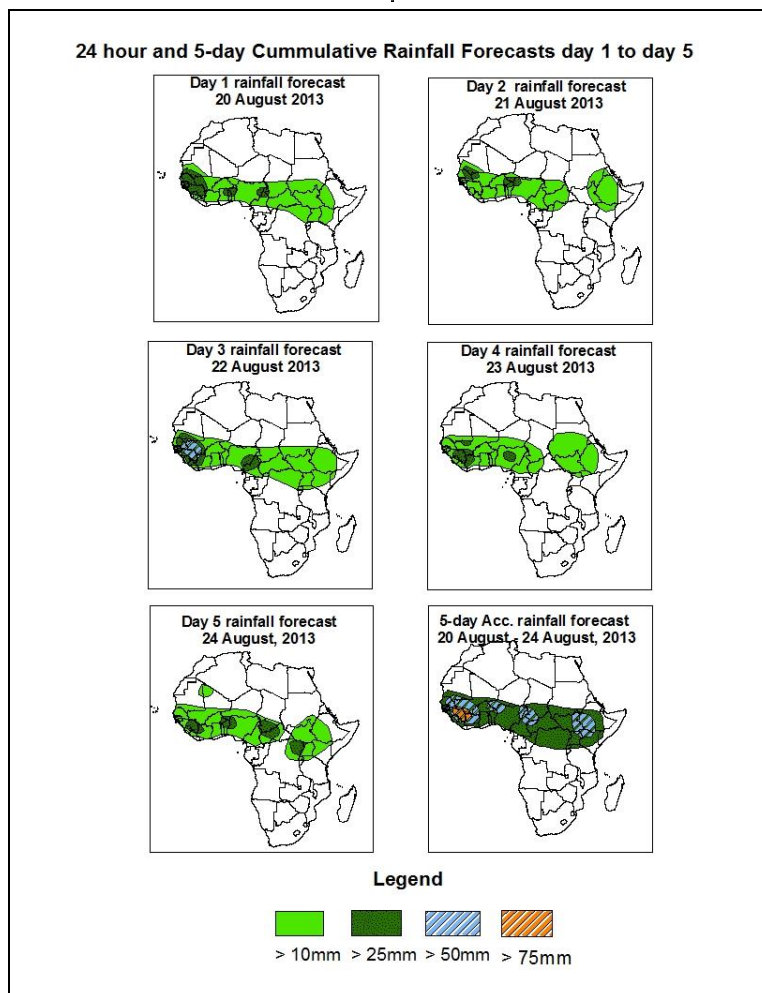 24 hour and 5-day Cummulative Rainfall Forecasts day 1 to day 5
Day 1 rainfall forecast
20 August 2013
Day 2 rainfall forecast
21 August 2013
Day 3 rainfall forecast
22 August 2013
Day 4 rainfall forecast
23 August 2013
Day 5 rainfall forecast
24 August, 2013
5-day Acc. rainfall forecast
20 August - 24 August, 2013
Legend
> 10mm > 25mm > 50mm > 75mm